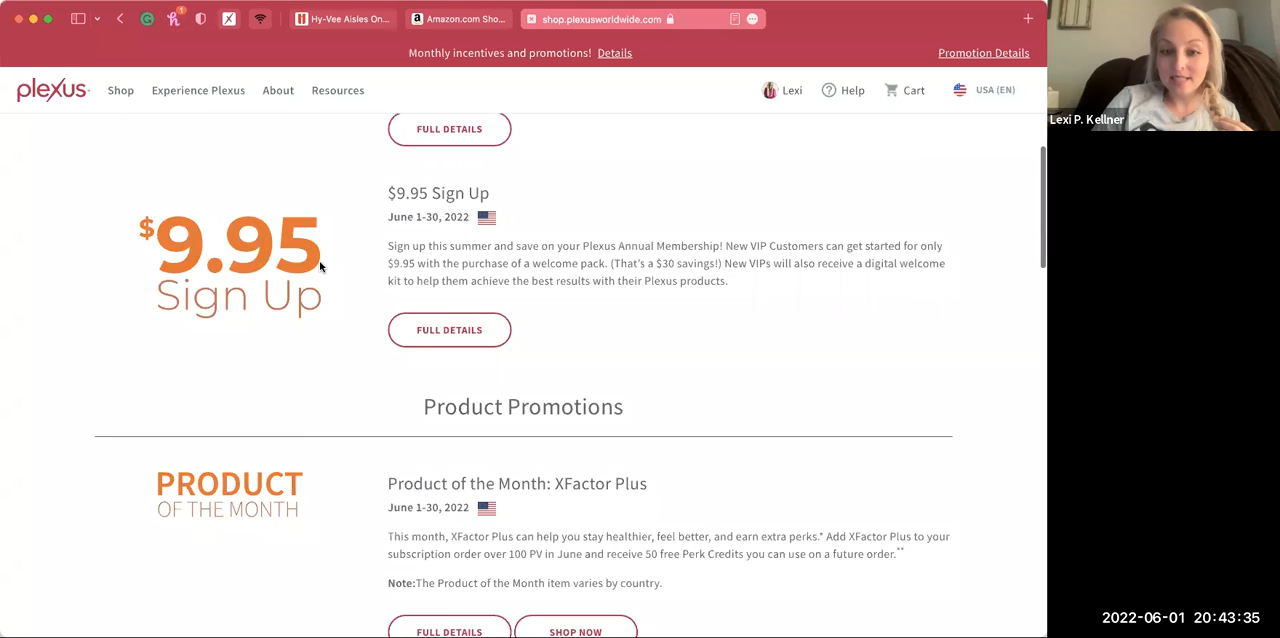 Hy-Vee Aisles On...
Amazon.com Sho...
shop.plexusworldwide.com
Monthly incentives and promotions! Details
Promotion Details
plexus
Shop
Experience Plexus
About
Resources
Lexi
Help
Cart
USA (EN)
Lexi P. Kellner
FULL DETAILS
$9.95
Sign Up
$9.95 Sign Up
June 1-30, 2022
Sign up this summer and save on your Plexus Annual Membership! New VIP Customers can get started for only
$9.95 with the purchase of a welcome pack. (That's a $30 savings!) New VIPs will also receive a digital welcome
kit to help them achieve the best results with their Plexus products.
FULL DETAILS
Product Promotions
PRODUCT
OF THE MONTH
Product of the Month: XFactor Plus
June 1-30, 2022
This month, XFactor Plus can help you stay healthier, feel better, and earn extra perks.* Add XFactor Plus to your
subscription order over 100 PV in June and receive 50 free Perk Credits you can use on a future order.**
Note:The Product of the Month item varies by country.
FULL DETAILS
SHOP NOW
2022-06-01 20:43:35